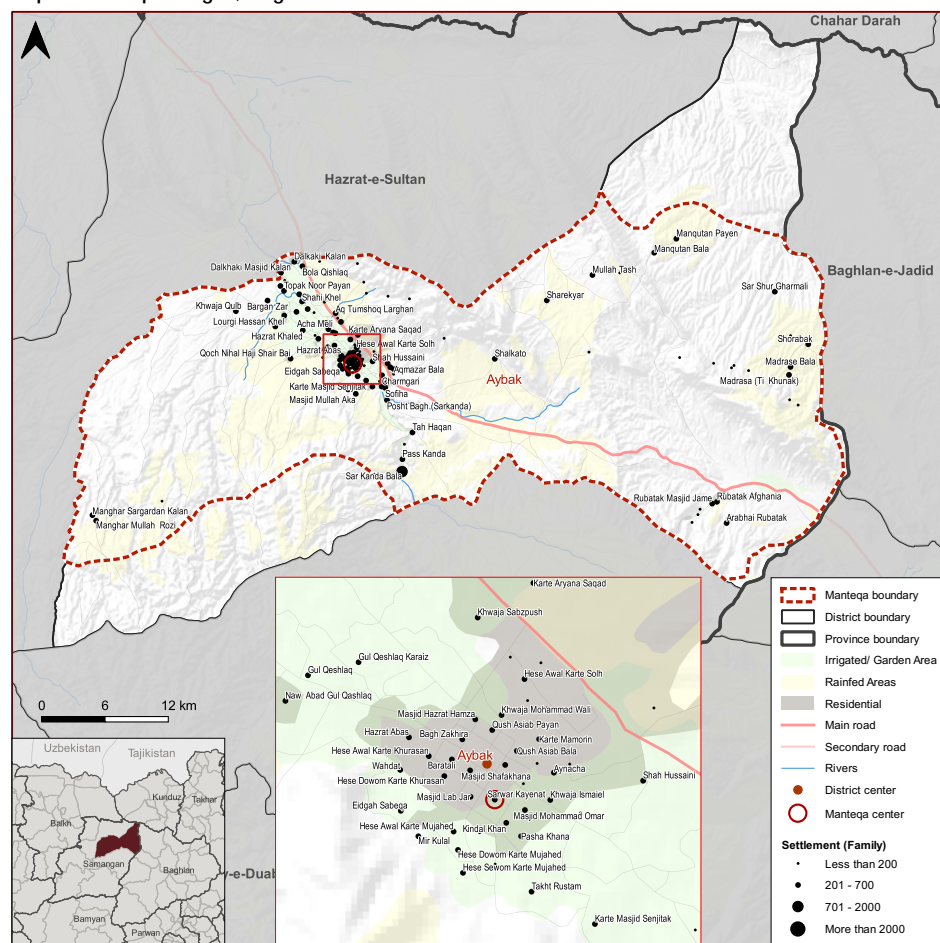 Chahar Darah
Hazrat-e-Sultan
Baghlan-e-Jadid
Manqutan Payen
Manqutan Bala
Mullah Tash
Sar Shur Gharmali
Sharekyar
Dalkaki Kalan
Dalkhaki Masjid Kalan
Bola Qishlaq
Topak Noor Payan
Shani Khel
Khwaja Qulb
Bargan Zar
Aq Tumshoq Larghan
Lourgi Hassan Khel
Acha Meli
Karte Aryana Saqad
Hazrat Khaled
Hese Awal Karte Solh
Hazrat Abas
Shorabak
Qoch Nihal Haji Shair Bai
Shah Hussaini
Shalkato
Madrase Bala
Eidgah Sabeqa
Aqmazar Bala
Aybak
Madrasa (Ti Khunak)
Charmgari
Karte Masjid Senjitak
Sofiha
Masjid Mullah Aka
Posht Bagh (Sarkanda)
Tah Haqan
Pass Kanda
Sar Kanda Bala
Rubatak Masjid Jame
Rubatak Afghania
Manghar Sargardan Kalan
Arabhai Rubatak
Manghar Mullah Rozi
Karte Aryana Saqad
Khwaja Sabzpush
Gul Qeshlaq Karaiz
Gul Qeshlaq
Hese Awal Karte Solh
Naw Abad Gul Qashlaq
Khwaja Mohammad Wali
Masjid Hazrat Hamza
Qush Asiab Payan
Hazrat Abas
Bagh Zakhira
Karte Mamorin
Hese Awal Karte Khurasan
Aybak
Qush Asiab Bala
Wahdat
Baratali
Hese Dowom Karte Khurasan
Masjid Shafakhana
Aynacha
Shah Hussaini
Masjid Lab Jar
Sarwar Kayenat
Khwaja Ismaiel
Eidgah Sabeqa
Masjid Mohammad Omar
Hese Awal Karte Mujahed
Kindal Khan
Pasha Khana
Mir Kulal
Hese Dowom Karte Mujahed
Hese Sewom Karte Mujahed
Takht Rustam
Karte Masjid Senjitak
Manteqa boundary
District boundary
Province boundary
Irrigated/ Garden Area
Rainfed Areas
Residential
Main road
Secondary road
Rivers
District center
Manteqa center
Settlement (Family)
Less than 200
201 - 700
701 - 2000
More than 2000
0 6 12 km
Uzbekistan
Tajikistan
Kunduz
Takhar
Balkh
Samangan
Baghlan
Bamyan
Parwan
y-e-Duab